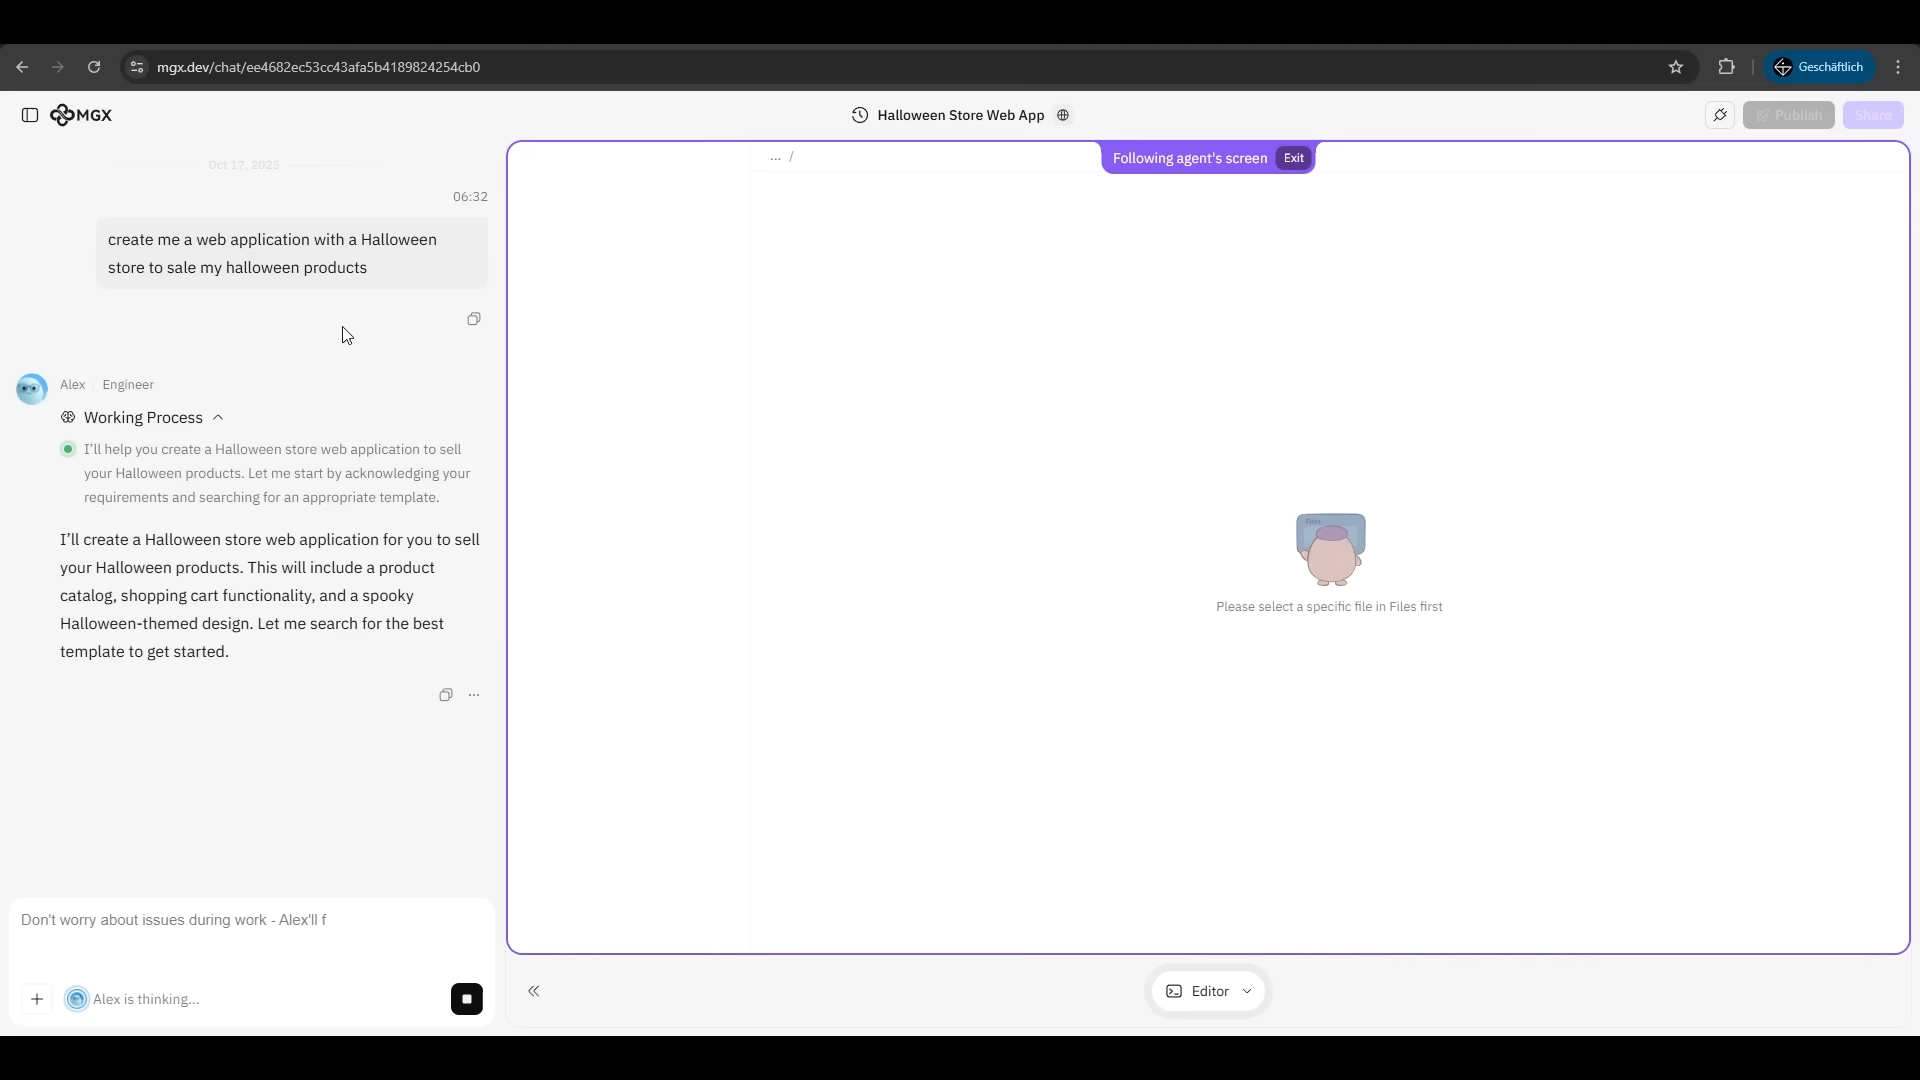 mgx.dev/chat/ee4682ec53cc43afa5b4189824254cb0
Geschäftlich
MGX
Halloween Store Web App
Publish
Share
Oct 17, 2025
06:32
create me a web application with a Halloween
store to sale my halloween products
Alex Engineer
Working Process
I'll help you create a Halloween store web application to sell
your Halloween products. Let me start by acknowledging your
requirements and searching for an appropriate template.
I'll create a Halloween store web application for you to sell
your Halloween products. This will include a product
catalog, shopping cart functionality, and a spooky
Halloween-themed design. Let me search for the best
template to get started.
...
Don't worry about issues during work - Alex'll f
Alex is thinking...
... /
Following agent's screen Exit
Files
Please select a specific file in Files first
Editor